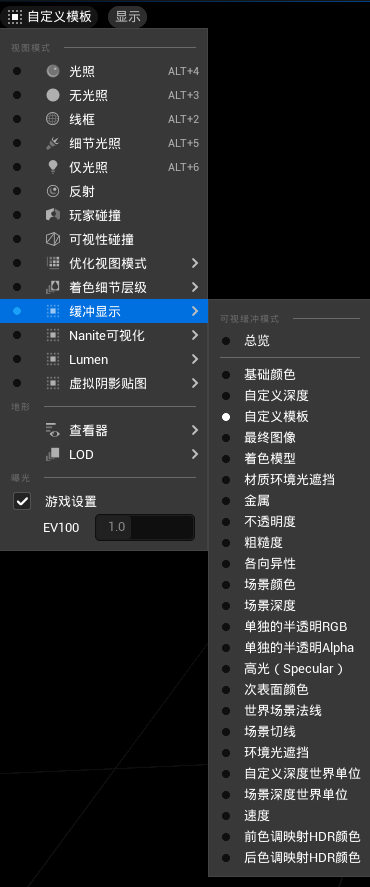 自定义模板 显示
视图模式
光照 ALT+4
无光照 ALT+3
线框 ALT+2
细节光照 ALT+5
仅光照 ALT+6
反射
玩家碰撞
可视性碰撞
优化视图模式
着色细节层级
缓冲显示
Nanite可视化
Lumen
虚拟阴影贴图
地形
查看器
LOD
曝光
游戏设置
EV100 1.0
可视缓冲模式
总览
基础颜色
自定义深度
自定义模板
最终图像
着色模型
材质环境光遮挡
金属
不透明度
粗糙度
各向异性
场景颜色
场景深度
单独的半透明RGB
单独的半透明Alpha
高光（Specular）
次表面颜色
世界场景法线
场景切线
环境光遮挡
自定义深度世界单位
场景深度世界单位
速度
前色调映射HDR颜色
后色调映射HDR颜色